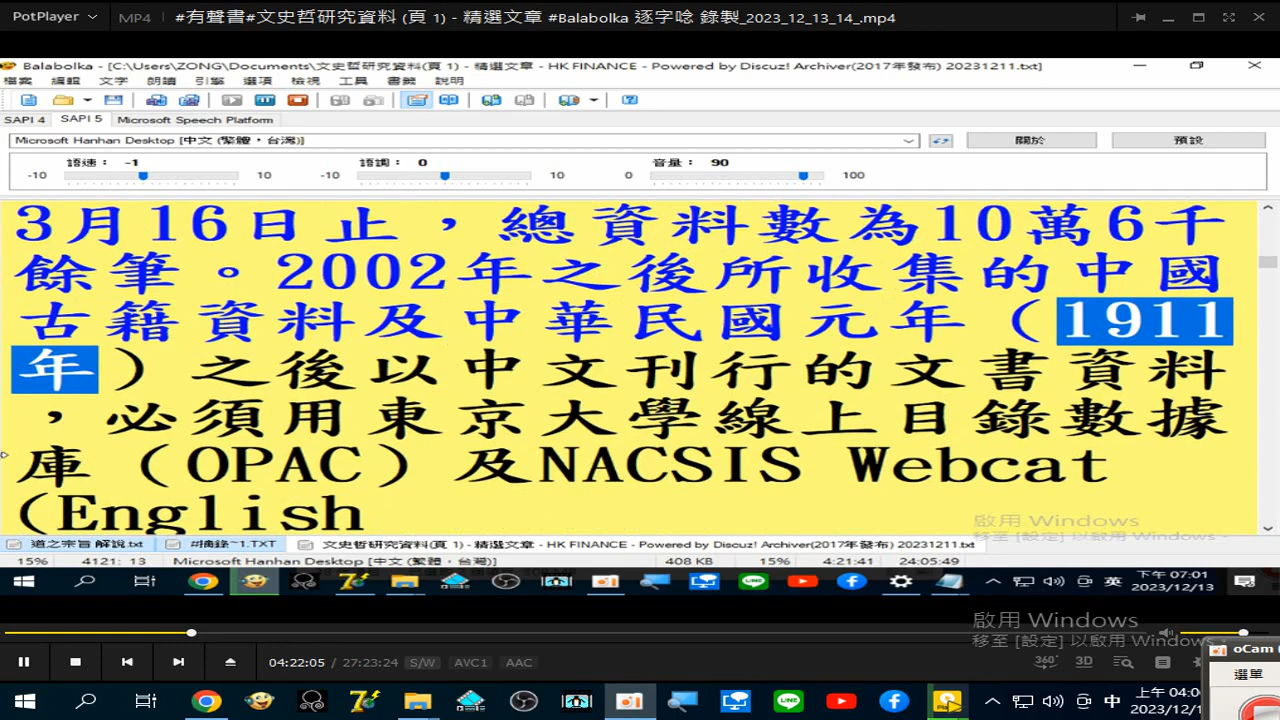 PotPlayer MP4 #有聲書#文史哲研究資料 (頁 1) - 精選文章 #Balabolka 逐字唸 錄製_2023_12_13_14_.mp4
Balabolka - [C:\Users\ZONG\Documents\文史哲研究資料(頁 1) - 精選文章 - HK FINANCE - Powered by Discuz! Archiver(2017年發布) 20231211.txt]
檔案 編輯 文字 朗讀 引擎 選項 檢視 工具 書籤 說明
SAPI 4 SAPI 5 Microsoft Speech Platform
Microsoft Hanhan Desktop [中文 (繁體，台灣)] 關於 預設
語速： -1 語調： 0 音量： 90
-10 10 -10 10 0 100
3月16日止，總資料數為10萬6千
餘筆。2002年之後所收集的中國
古籍資料及中華民國元年（1911
年）之後以中文刊行的文書資料
，必須用東京大學線上目錄數據
庫（OPAC）及NACSIS Webcat
(English
啟用 Windows
移至 [設定] 以啟用 Windows。
道之宗旨 解說.txt #摘錄~1.TXT 文史哲研究資料(頁 1) - 精選文章 - HK FINANCE - Powered by Discuz! Archiver(2017年發布) 20231211.txt
15% 4121: 13 Microsoft Hanhan Desktop [中文 (繁體，台灣)] 408 KB 15% 4:21:41 24:05:49
英 下午 07:01
2023/12/13
啟用 Windows
移至 [設定] 以啟用 Windows。
04:22:05 / 27:23:24 S/W AVC1 AAC 360° 3D
oCam
選單
中 上午 04:0
2023/12/1